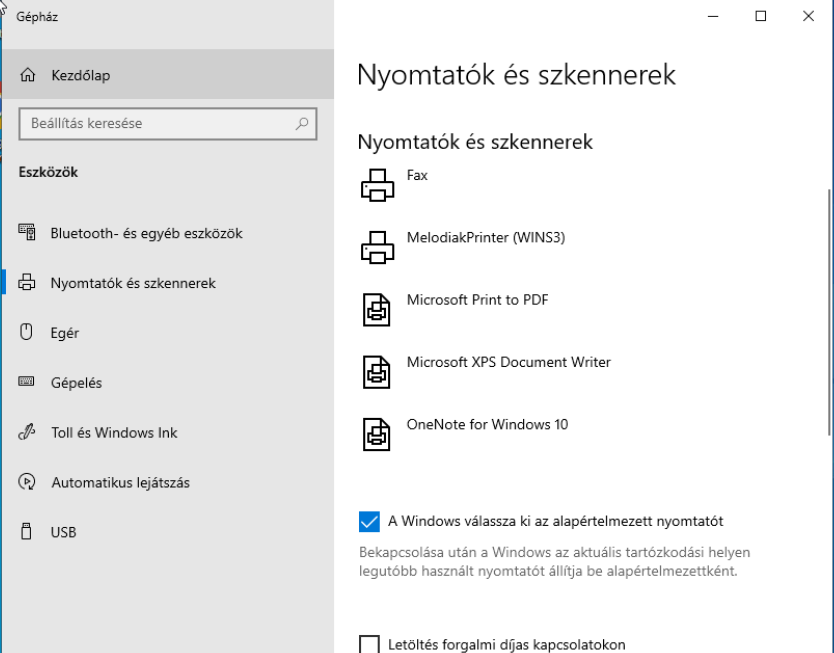 Gépház
Kezdőlap
Beállítás keresése
Eszközök
Bluetooth- és egyéb eszközök
Nyomtatók és szkennerek
Egér
Gépelés
Toll és Windows Ink
Automatikus lejátszás
USB
Nyomtatók és szkennerek
Nyomtatók és szkennerek
Fax
MelodiakPrinter (WINS3)
Microsoft Print to PDF
Microsoft XPS Document Writer
OneNote for Windows 10
A Windows válassza ki az alapértelmezett nyomtatót
Bekapcsolása után a Windows az aktuális tartózkodási helyen
legutóbb használt nyomtatót állítja be alapértelmezettként.
Letöltés forgalmi díjas kapcsolatokon